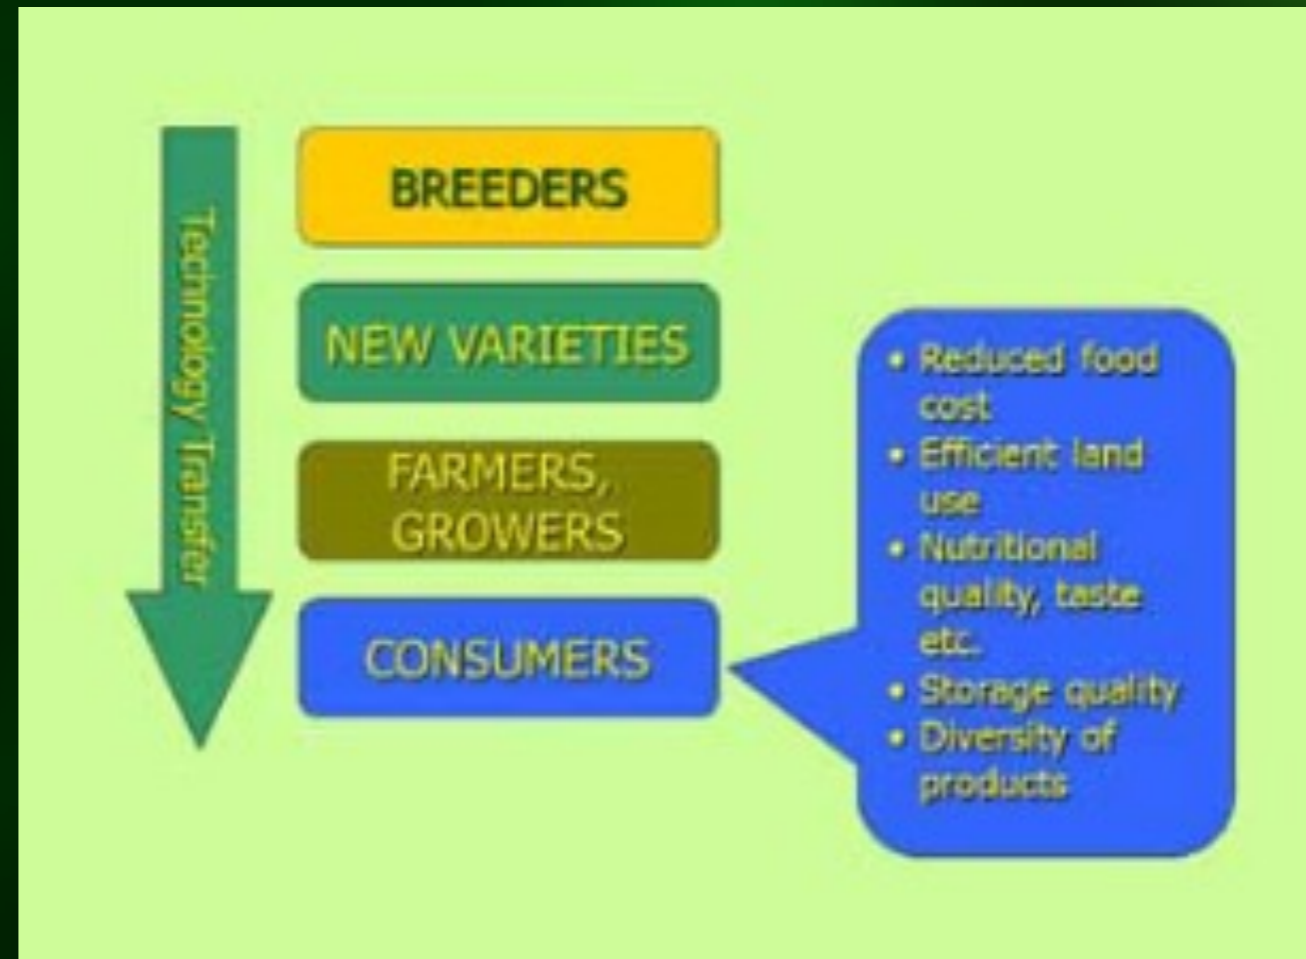 Technology Transfer
BREEDERS
NEW VARIETIES
FARMERS,
GROWERS
CONSUMERS
• Reduced food
cost
• Efficient land
use
• Nutritional
quality, taste
etc.
• Storage quality
• Diversity of
products